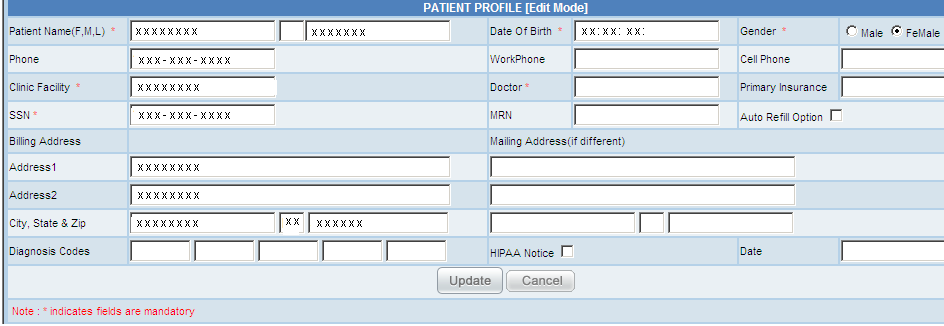 PATIENT PROFILE [Edit Mode]
Patient Name(F,M,L) * xxxxxxxx xxxxxxx Date Of Birth * xx: xx: xx: Gender * Male FeMale
Phone xxx-xxx-xxxx WorkPhone Cell Phone
Clinic Facility * xxxxxxxx Doctor * Primary Insurance
SSN * xxx-xxx-xxxx MRN Auto Refill Option
Billing Address Mailing Address(if different)
Address1 xxxxxxxx
Address2 xxxxxxxx
City, State & Zip xxxxxxxx xx xxxxxx
Diagnosis Codes HIPAA Notice Date
Update Cancel
Note : * indicates fields are mandatory